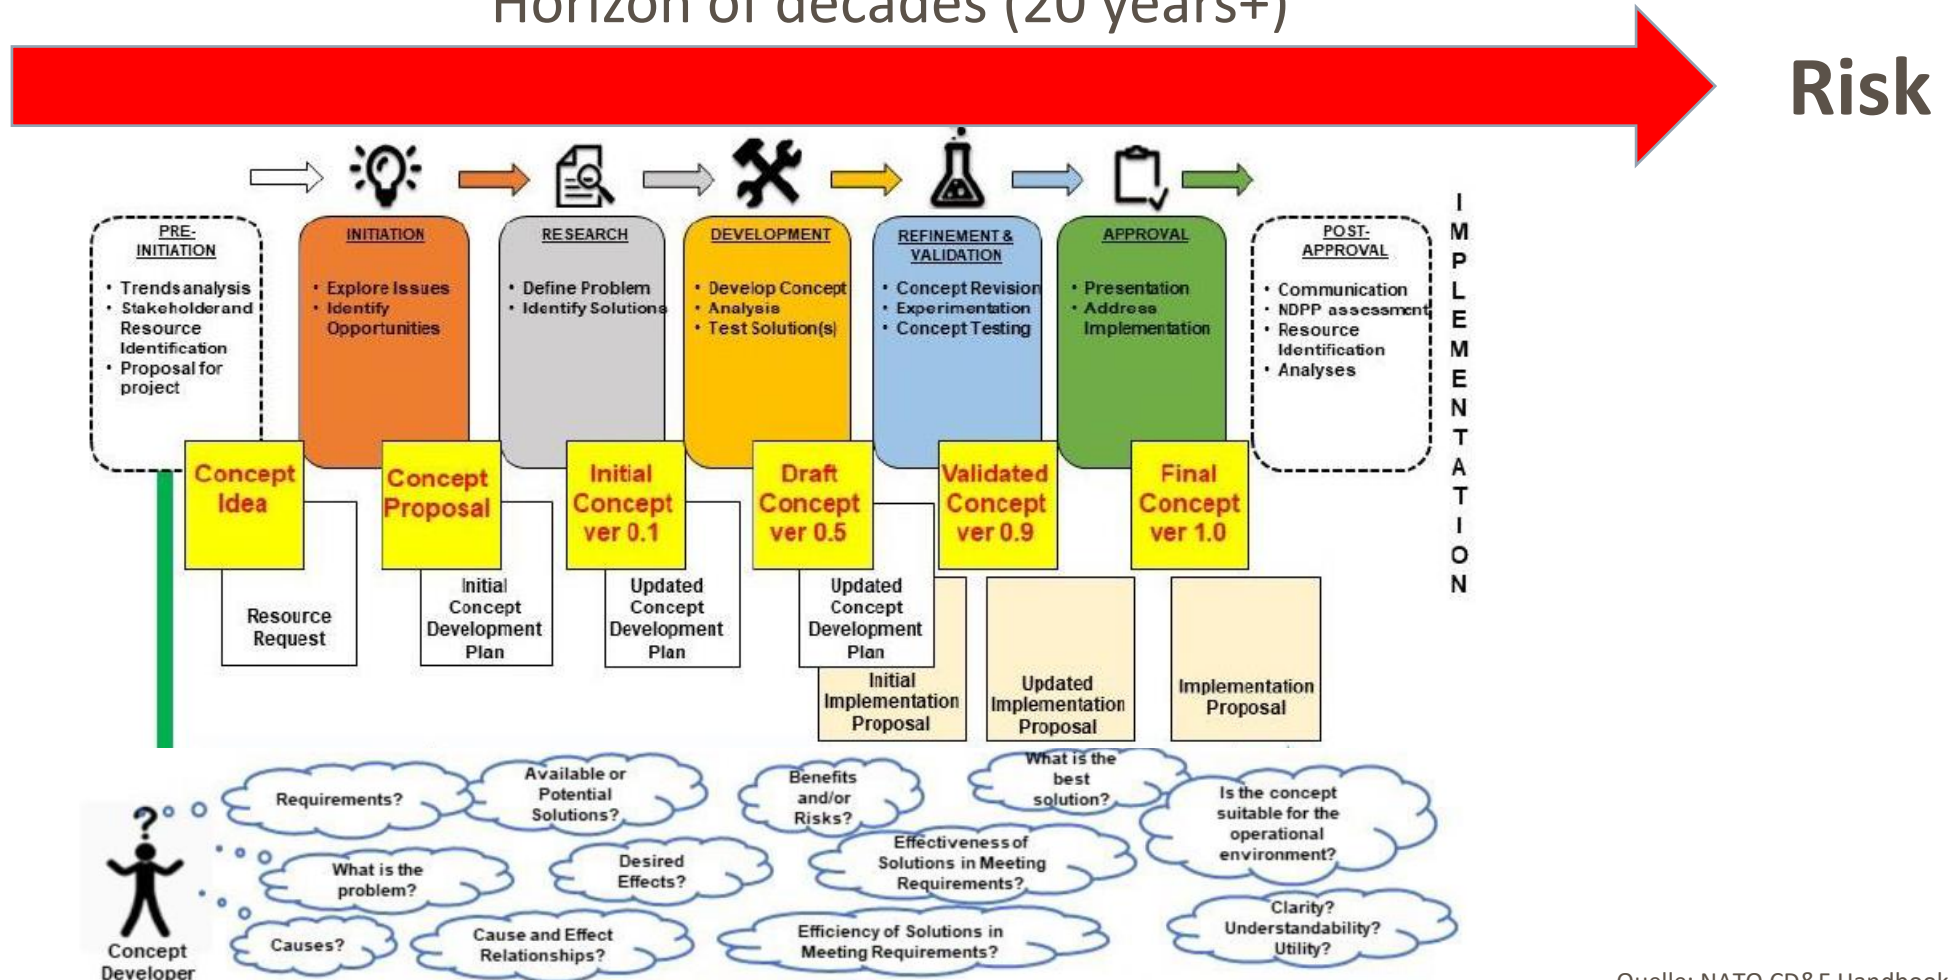 Horizon of decades (20 years+)
Risk
PRE-
INITIATION
• Trends analysis
• Stakeholder and
Resource
Identification
• Proposal for
project
INITIATION
• Explore Issues
• Identify
Opportunities
RESEARCH
• Define Problem
• Identify Solutions
DEVELOPMENT
• Develop Concept
• Analysis
• Test Solution(s)
REFINEMENT &
VALIDATION
• Concept Revision
• Experimentation
• Concept Testing
APPROVAL
• Presentation
• Address
Implementation
POST-
APPROVAL
• Communication
• NDPP assessment
• Resource
Identification
• Analyses
IMPLEMENTATION
Concept
Idea
Concept
Proposal
Initial
Concept
ver 0.1
Draft
Concept
ver 0.5
Validated
Concept
ver 0.9
Final
Concept
ver 1.0
Resource
Request
Initial
Concept
Development
Plan
Updated
Concept
Development
Plan
Updated
Concept
Development
Plan
Initial
Implementation
Proposal
Updated
Implementation
Proposal
Implementation
Proposal
?
Concept
Developer
Requirements?
Available or
Potential
Solutions?
Benefits
and/or
Risks?
What is the
best
solution?
Is the concept
suitable for the
operational
environment?
What is the
problem?
Desired
Effects?
Effectiveness of
Solutions in Meeting
Requirements?
Causes?
Cause and Effect
Relationships?
Efficiency of Solutions in
Meeting Requirements?
Clarity?
Understandability?
Utility?
Quelle: NATO CD&E Handbook